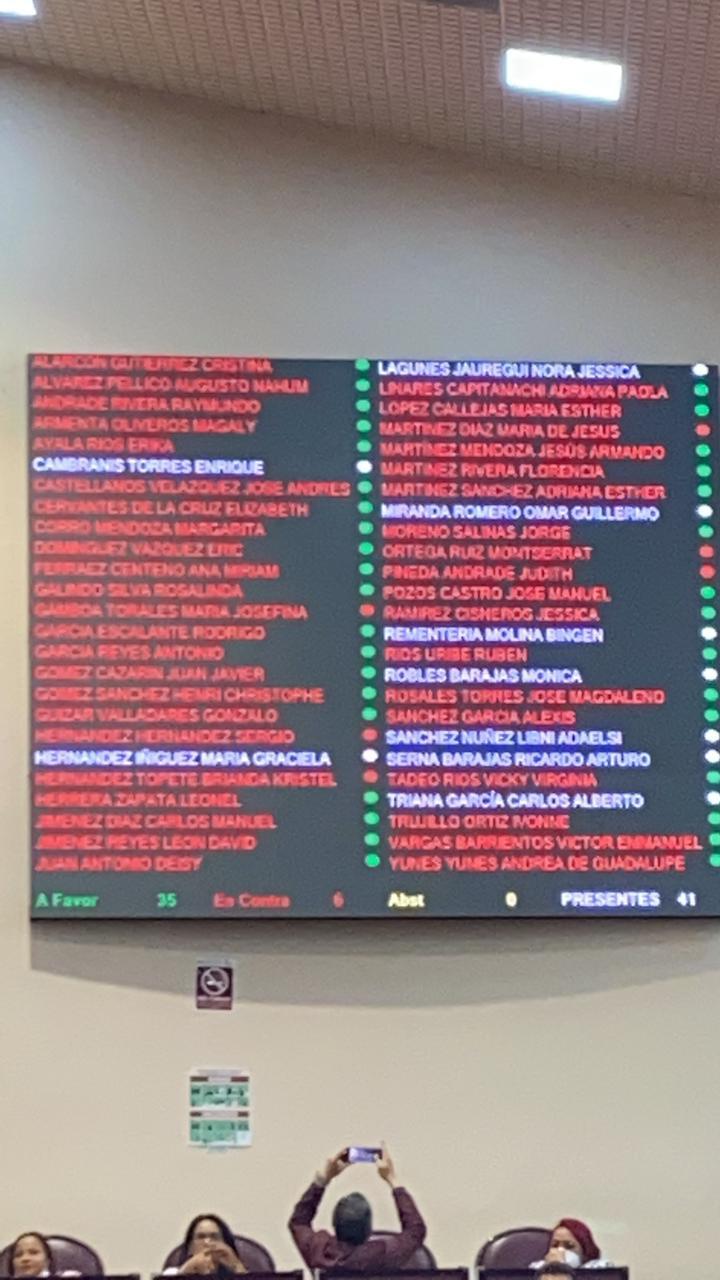 ALARCON GUTIERREZ CRISTINA
ALVAREZ PELLICO AUGUSTO NAHUM
ANDRADE RIVERA RAYMUNDO
ARMENTA OLIVEROS MAGALY
AYALA RIOS ERIKA
CAMBRANIS TORRES ENRIQUE
CASTELLANOS VELAZQUEZ JOSE ANDRES
CERVANTES DE LA CRUZ ELIZABETH
CORRO MENDOZA MARGARITA
DOMINGUEZ VAZQUEZ ERIC
FERRAEZ CENTENO ANA MIRIAM
GALINDO SILVA ROSALINDA
GAMBOA TORALES MARIA JOSEFINA
GARCIA ESCALANTE RODRIGO
GARCIA REYES ANTONIO
GOMEZ CAZARIN JUAN JAVIER
GOMEZ SANCHEZ HENRI CHRISTOPHE
GUIZAR VALLADARES GONZALO
HERNANDEZ HERNANDEZ SERGIO
HERNANDEZ IÑIGUEZ MARIA GRACIELA
HERNANDEZ TOPETE BRIANDA KRISTEL
HERRERA ZAPATA LEONEL
JIMENEZ DIAZ CARLOS MANUEL
JIMENEZ REYES LEON DAVID
JUAN ANTONIO DEISY
LAGUNES JAUREGUI NORA JESSICA
LINARES CAPITANACHI ADRIANA PAOLA
LOPEZ CALLEJAS MARIA ESTHER
MARTINEZ DIAZ MARIA DE JESUS
MARTÍNEZ MENDOZA JESÚS ARMANDO
MARTINEZ RIVERA FLORENCIA
MARTINEZ SANCHEZ ADRIANA ESTHER
MIRANDA ROMERO OMAR GUILLERMO
MORENO SALINAS JORGE
ORTEGA RUIZ MONTSERRAT
PINEDA ANDRADE JUDITH
POZOS CASTRO JOSE MANUEL
RAMIREZ CISNEROS JESSICA
REMENTERIA MOLINA BINGEN
RIOS URIBE RUBEN
ROBLES BARAJAS MONICA
ROSALES TORRES JOSE MAGDALENO
SANCHEZ GARCIA ALEXIS
SANCHEZ NUÑEZ LIBNI ADAELSI
SERNA BARAJAS RICARDO ARTURO
TADEO RIOS VICKY VIRGINIA
TRIANA GARCÍA CARLOS ALBERTO
TRUJILLO ORTIZ IVONNE
VARGAS BARRIENTOS VICTOR EMMANUEL
YUNES YUNES ANDREA DE GUADALUPE
A Favor 35 En Contra 6 Abst 0 PRESENTES 41